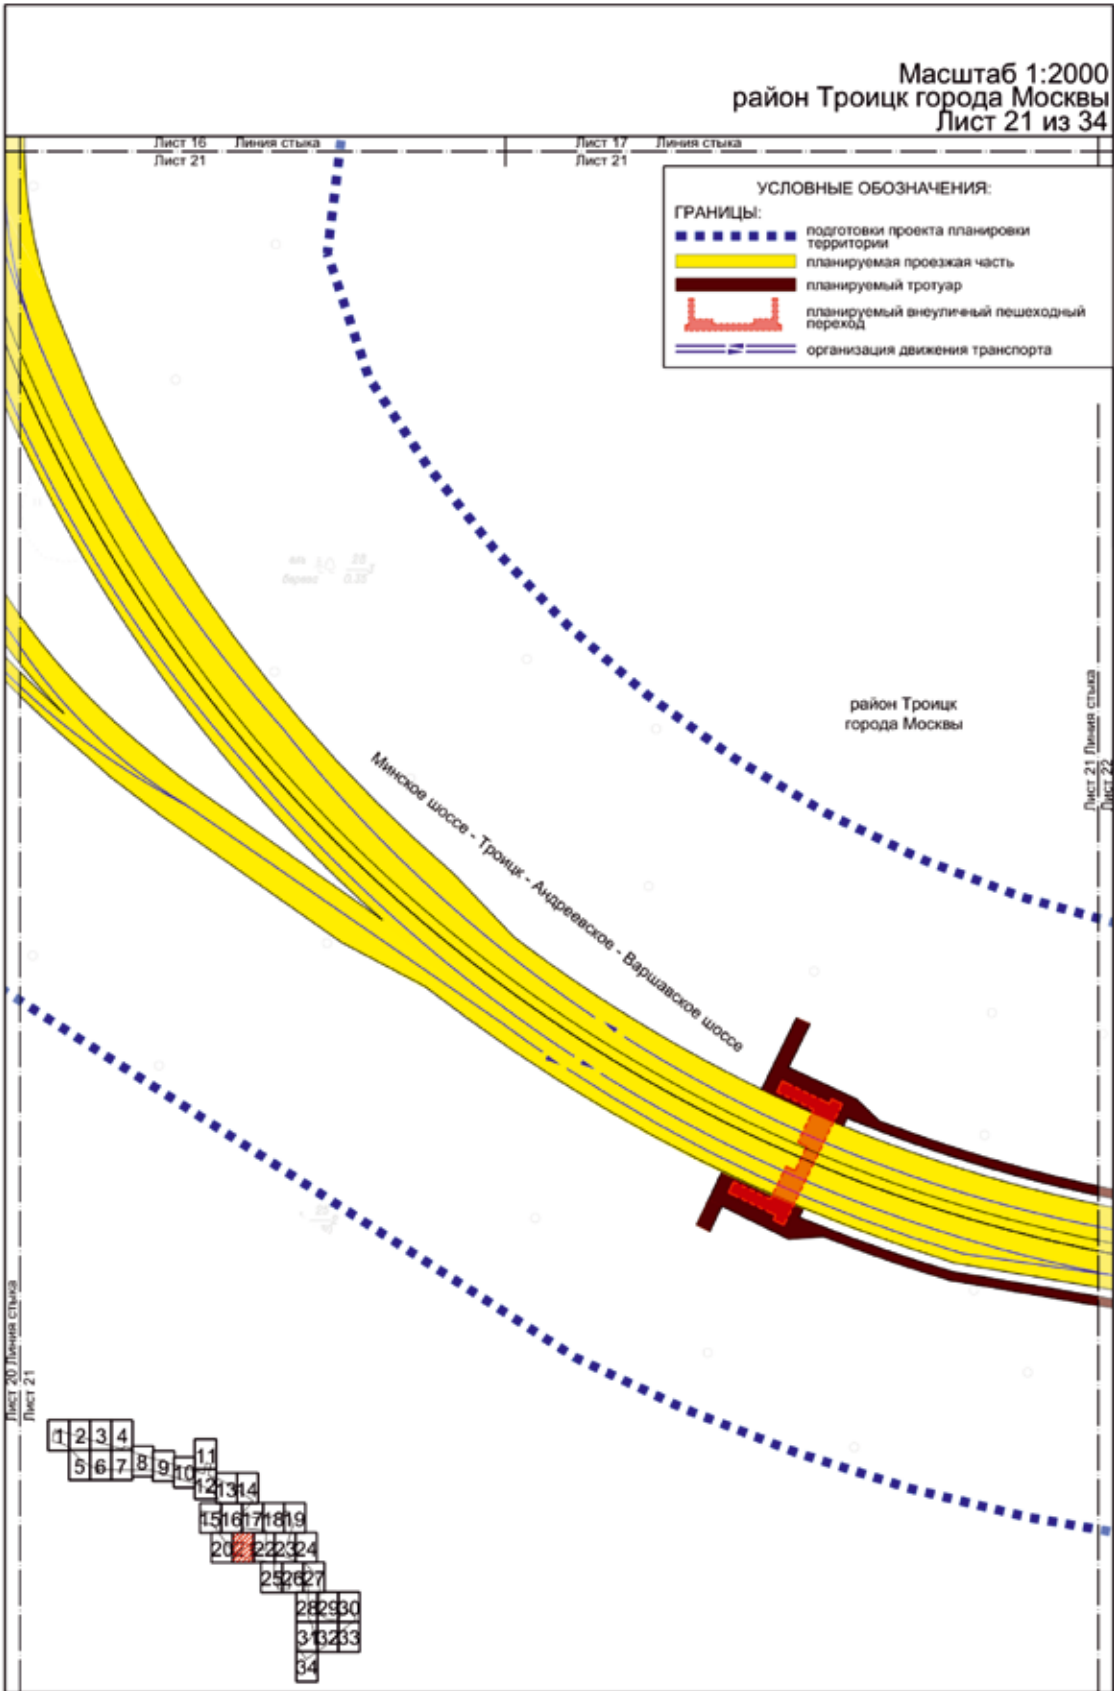 Масштаб 1:2000
район Троицк города Москвы
Лист 21 из 34
Лист 16 Линия стыка
Лист 21
Лист 17 Линия стыка
Лист 21
УСЛОВНЫЕ ОБОЗНАЧЕНИЯ:
ГРАНИЦЫ:
подготовки проекта планировки
территории
планируемая проезжая часть
планируемый тротуар
планируемый внеуличный пешеходный
переход
организация движения транспорта
район Троицк
города Москвы
Минское шоссе - Троицк - Андреевское - Варшавское шоссе
Лист 21 Линия стыка
Лист 22
Лист 20 Линия стыка
Лист 21
1 2 3 4
5 6 7 8 9 10 11
12 13 14
15 16 17 18 19
20 21 22 23 24
25 26 27
28 29 30
31 32 33
34